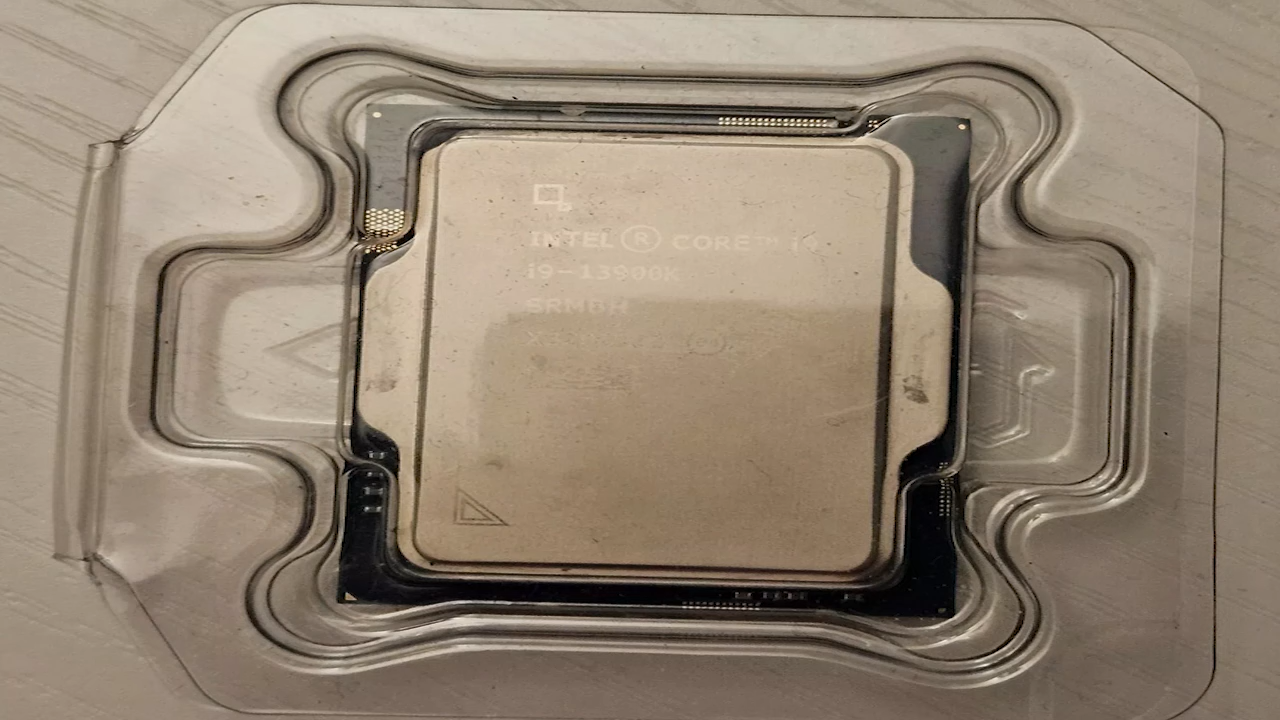 INTEL Ⓡ CORE™ i9
i9-13900K
SRMBH